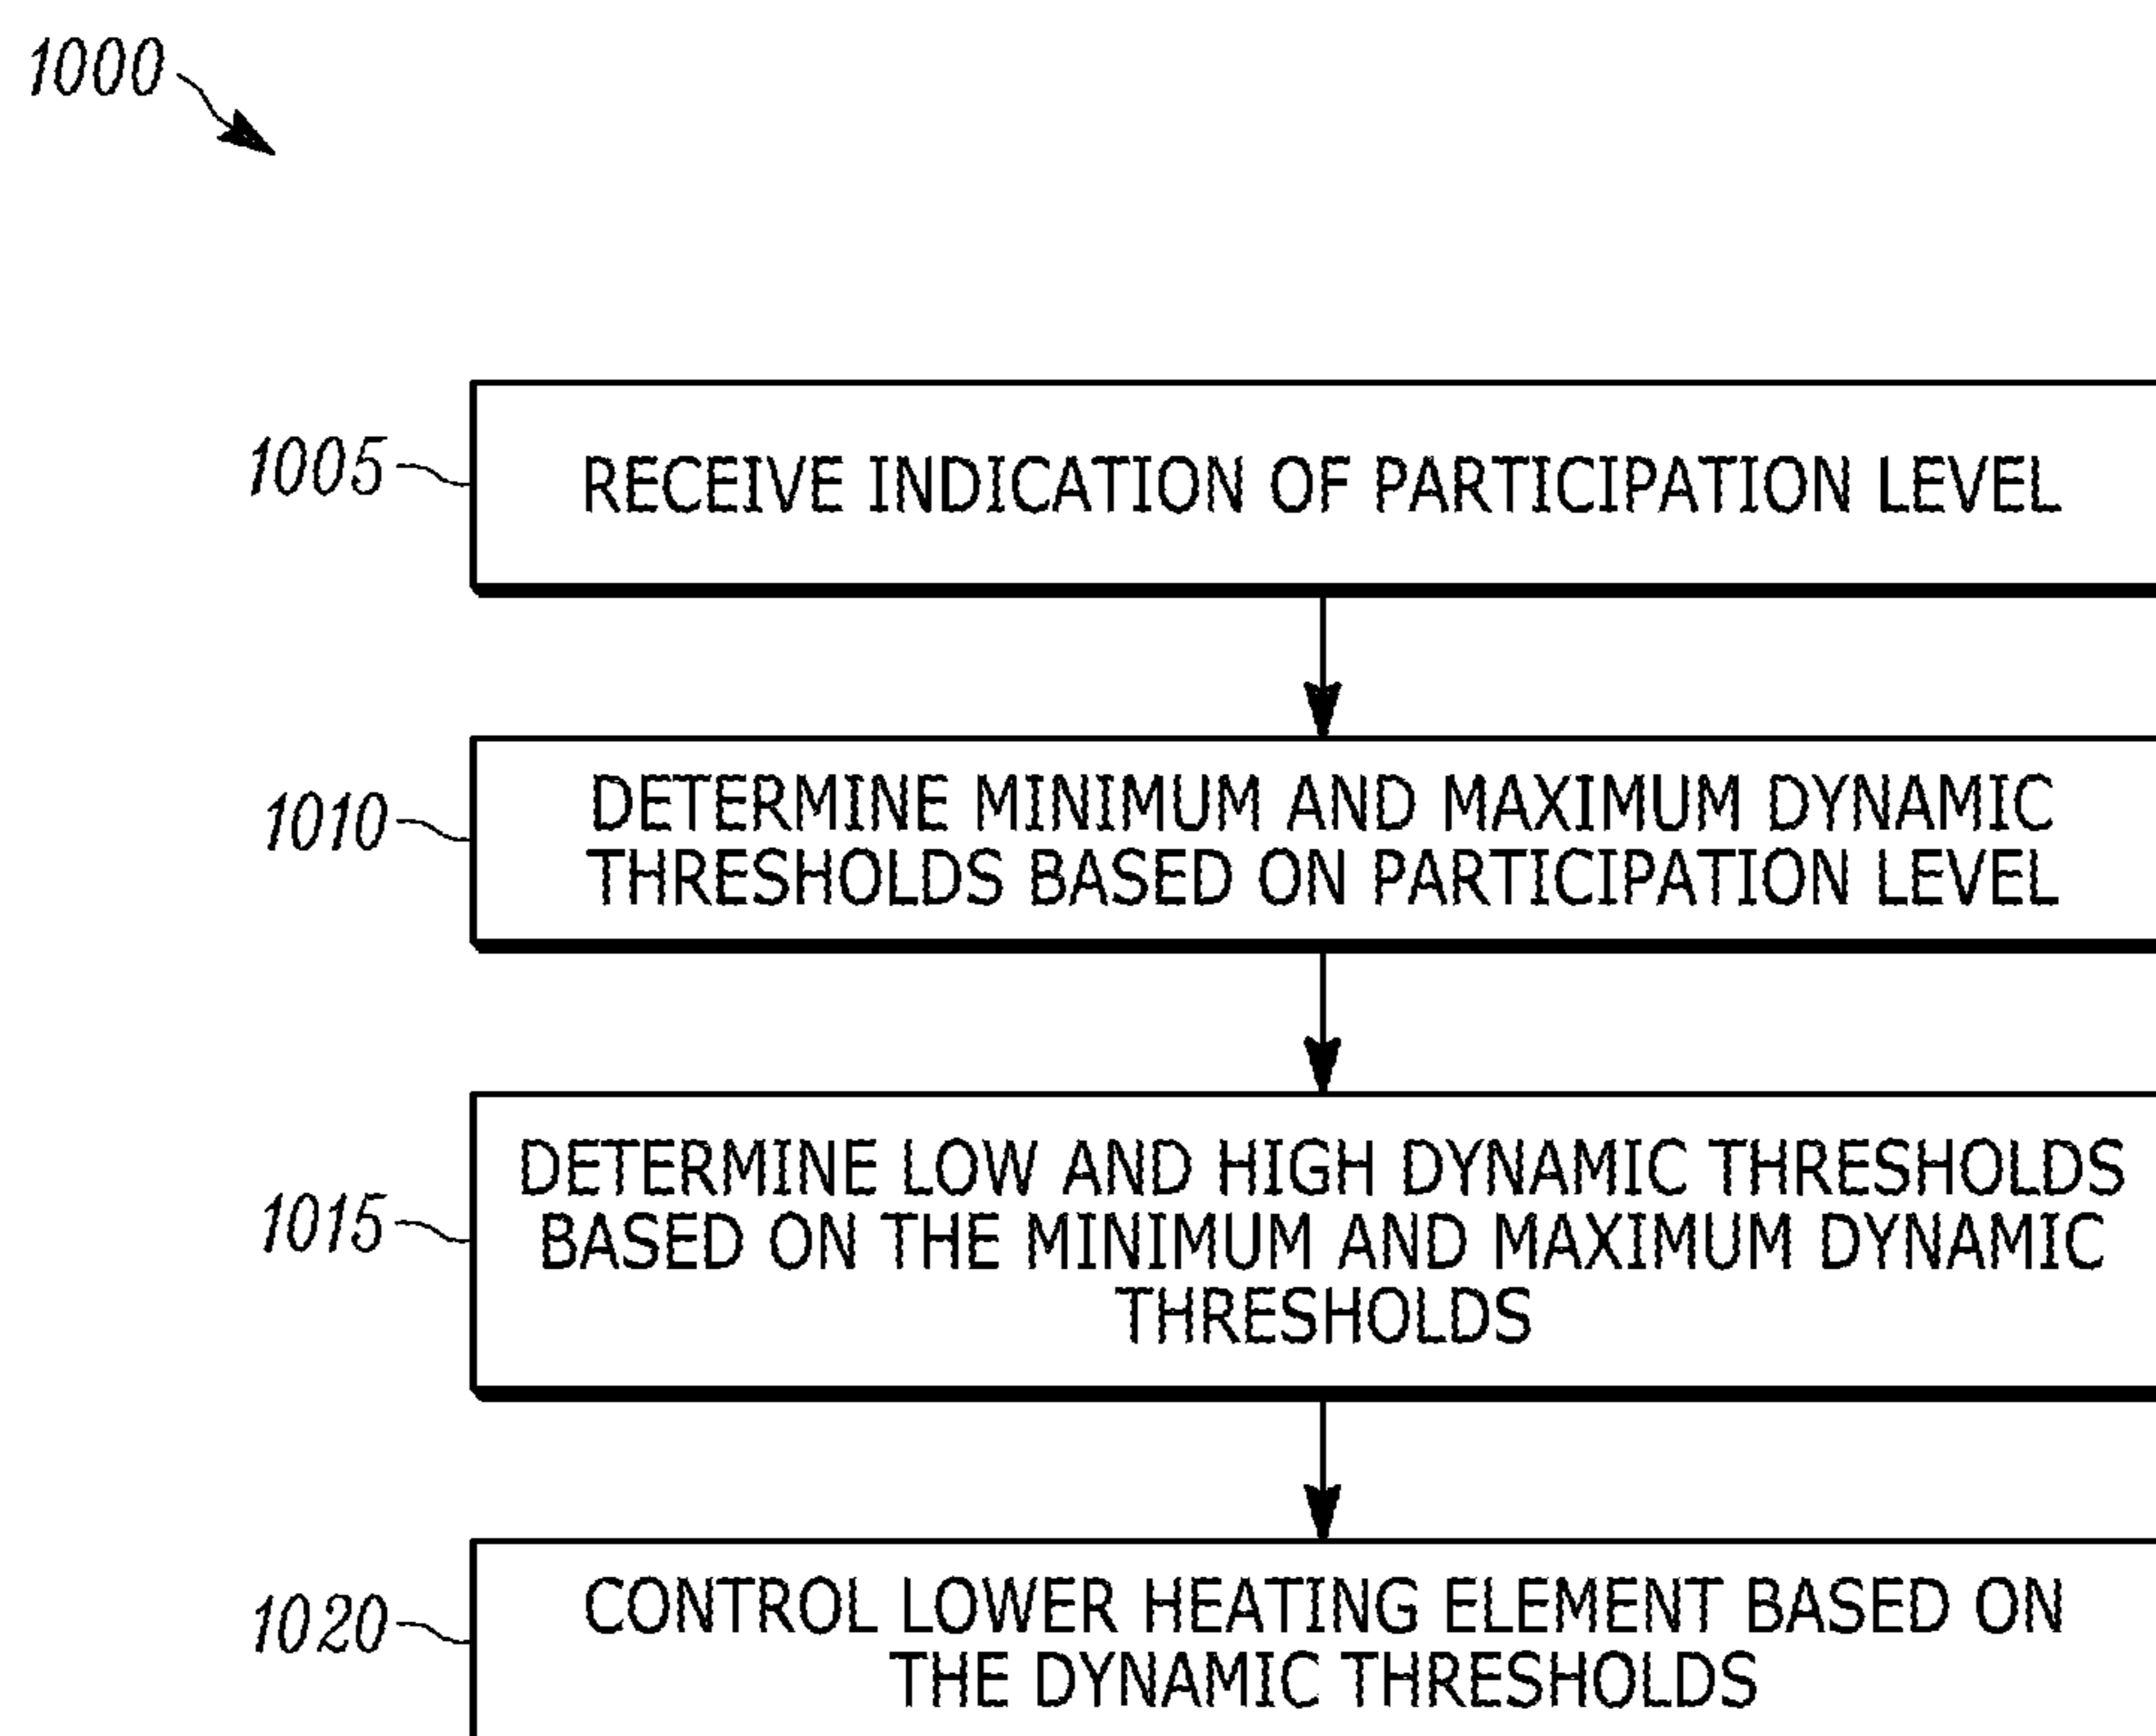 1000
1005
RECEIVE INDICATION OF PARTICIPATION LEVEL
1010
DETERMINE MINIMUM AND MAXIMUM DYNAMIC
THRESHOLDS BASED ON PARTICIPATION LEVEL
1015
DETERMINE LOW AND HIGH DYNAMIC THRESHOLDS
BASED ON THE MINIMUM AND MAXIMUM DYNAMIC
THRESHOLDS
1020
CONTROL LOWER HEATING ELEMENT BASED ON
THE DYNAMIC THRESHOLDS